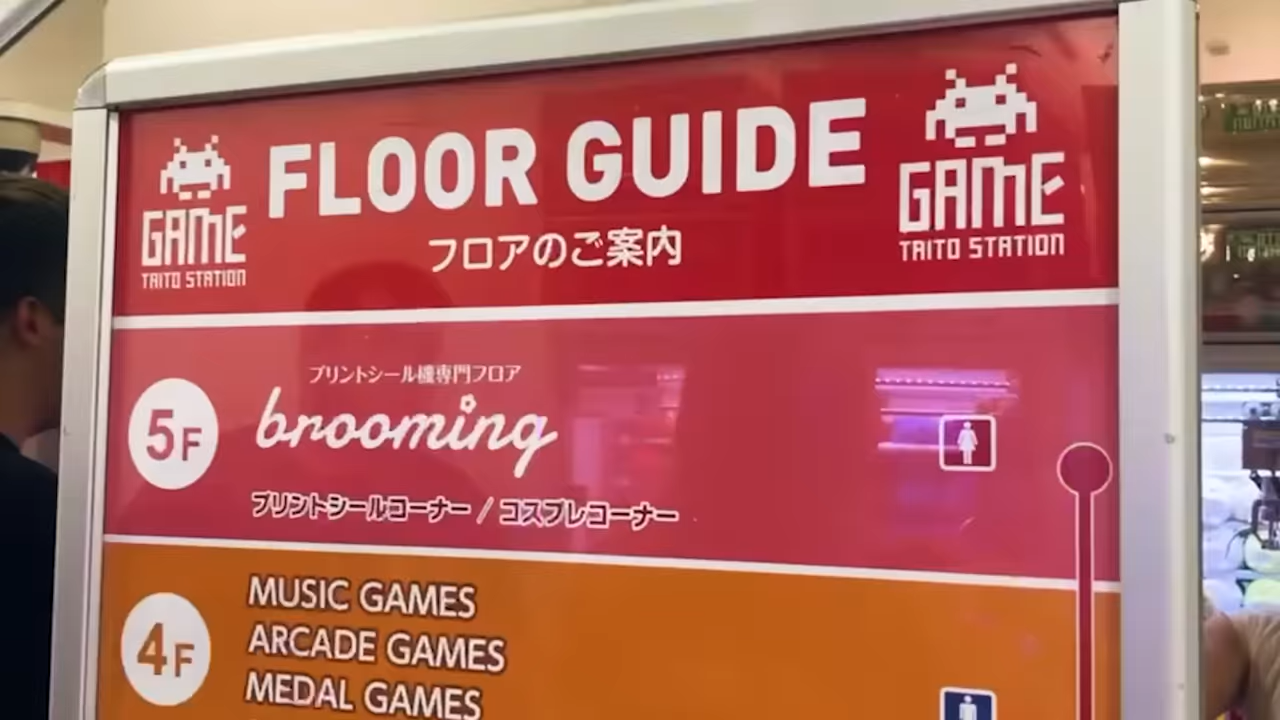 FLOOR GUIDE
フロアのご案内
GAME
TAITO STATION
GAME
TAITO STATION
5F
プリントシール機専門フロア
brooming
プリントシールコーナー / コスプレコーナー
4F
MUSIC GAMES
ARCADE GAMES
MEDAL GAMES